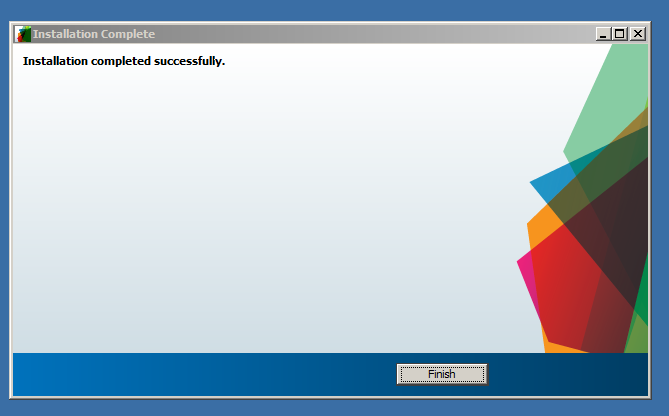 Installation Complete
Installation completed successfully.
Finish